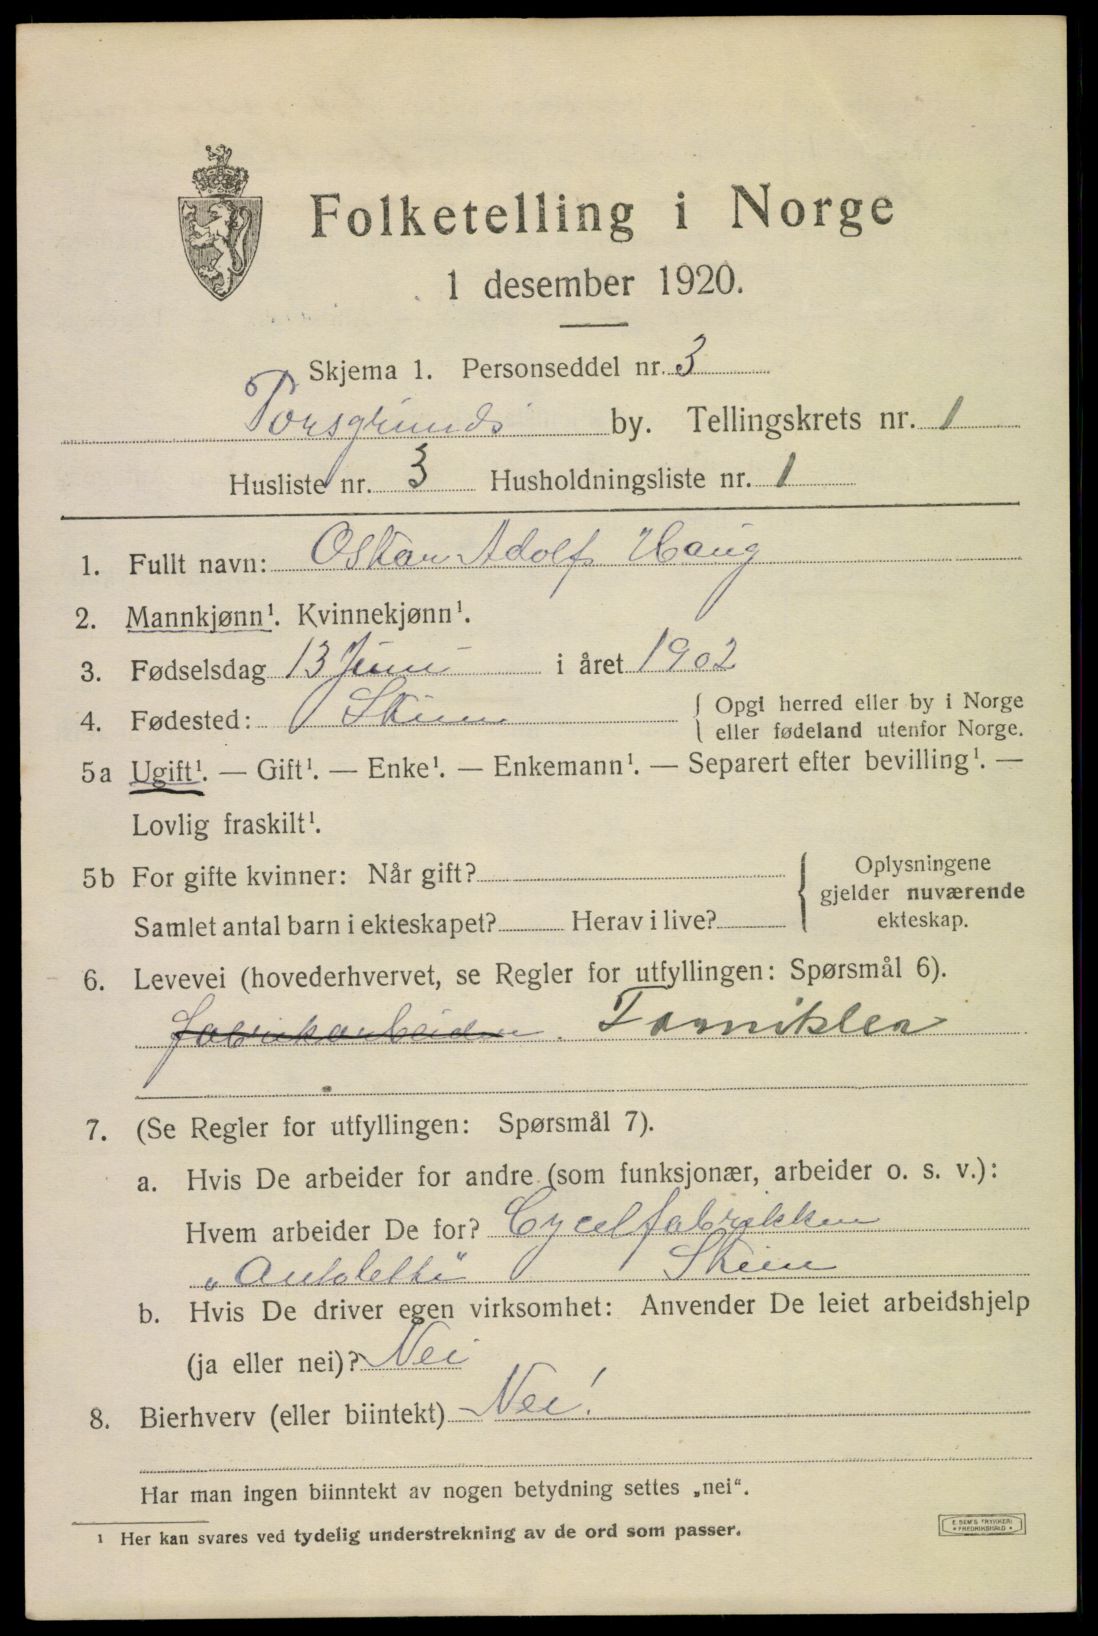 Folketelling i Norge
1 desember 1920.
Skjema 1. Personseddel nr. 3
Porsgrunds by. Tellingskrets nr. 1
Husliste nr. 3 Husholdningsliste nr. 1
1. Fullt navn: Oskar Adolf Haug
2. Mannkjønn¹. Kvinnekjønn¹.
3. Fødselsdag 13 Juni i året 1902
4. Fødested: Skien { Opgi herred eller by i Norge
eller fødeland utenfor Norge.
5a Ugift¹. — Gift¹. — Enke¹. — Enkemann¹. — Separert efter bevilling¹. —
Lovlig fraskilt¹.
5b For gifte kvinner: Når gift?
Samlet antal barn i ekteskapet? Herav i live?
{ Oplysningene
gjelder nuværende
ekteskap.
6. Levevei (hovederhvervet, se Regler for utfyllingen: Spørsmål 6).
fabrikarbeider. Fornikler
7. (Se Regler for utfyllingen: Spørsmål 7).
a. Hvis De arbeider for andre (som funksjonær, arbeider o. s. v.):
Hvem arbeider De for? Cycelfabrikken
Skien
b. Hvis De driver egen virksomhet: Anvender De leiet arbeidshjelp
(ja eller nei)? Nei
8. Bierhverv (eller biintekt) Nei!
Har man ingen biinntekt av nogen betydning settes „nei“.
¹ Her kan svares ved tydelig understrekning av de ord som passer.
E. SEM'S TRYKKERI
• FREDRIKSHALD •